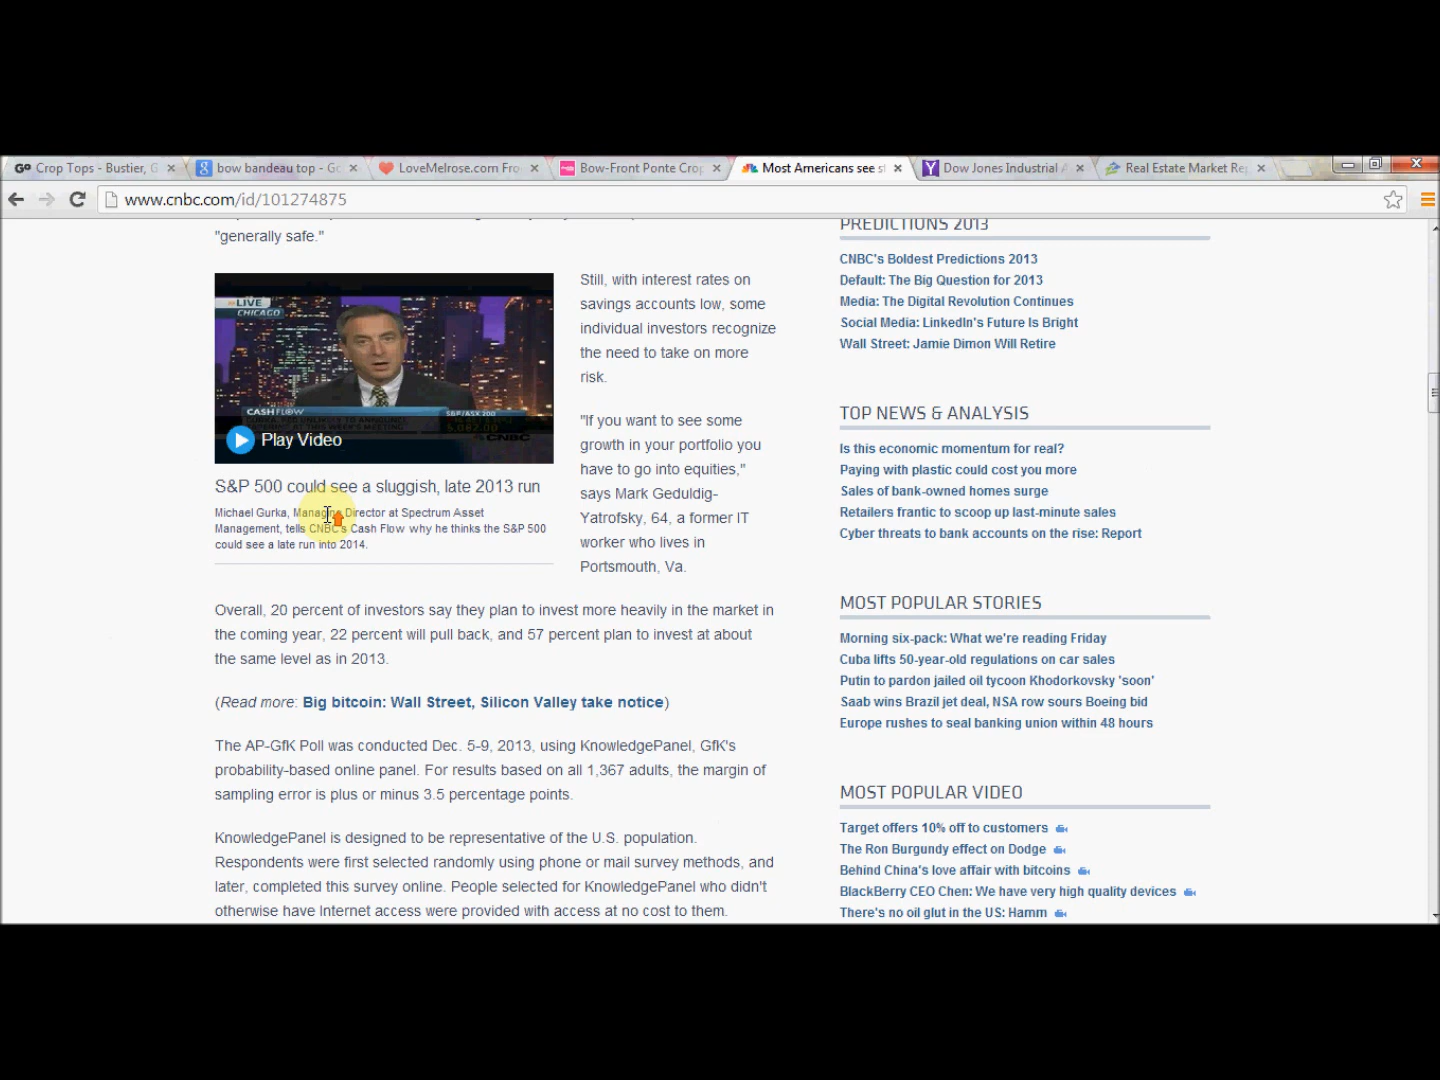 Crop Tops - Bustier, G
bow bandeau top - Go
LoveMelrose.com Fro
Bow-Front Ponte Crop
Most Americans see s
Dow Jones Industrial A
Real Estate Market Re
www.cnbc.com/id/101274875
"generally safe."
LIVE
CHICAGO
CASHFLOW
S&P/ASX 200
5,082.00
CNBC
Play Video
S&P 500 could see a sluggish, late 2013 run
Michael Gurka, Managing Director at Spectrum Asset
Management, tells CNBC's Cash Flow why he thinks the S&P 500
could see a late run into 2014.
Still, with interest rates on
savings accounts low, some
individual investors recognize
the need to take on more
risk.
"If you want to see some
growth in your portfolio you
have to go into equities,"
says Mark Geduldig-
Yatrofsky, 64, a former IT
worker who lives in
Portsmouth, Va.
Overall, 20 percent of investors say they plan to invest more heavily in the market in
the coming year, 22 percent will pull back, and 57 percent plan to invest at about
the same level as in 2013.
(Read more: Big bitcoin: Wall Street, Silicon Valley take notice)
The AP-GfK Poll was conducted Dec. 5-9, 2013, using KnowledgePanel, GfK's
probability-based online panel. For results based on all 1,367 adults, the margin of
sampling error is plus or minus 3.5 percentage points.
KnowledgePanel is designed to be representative of the U.S. population.
Respondents were first selected randomly using phone or mail survey methods, and
later, completed this survey online. People selected for KnowledgePanel who didn't
otherwise have Internet access were provided with access at no cost to them.
PREDICTIONS 2013
CNBC's Boldest Predictions 2013
Default: The Big Question for 2013
Media: The Digital Revolution Continues
Social Media: LinkedIn's Future Is Bright
Wall Street: Jamie Dimon Will Retire
TOP NEWS & ANALYSIS
Is this economic momentum for real?
Paying with plastic could cost you more
Sales of bank-owned homes surge
Retailers frantic to scoop up last-minute sales
Cyber threats to bank accounts on the rise: Report
MOST POPULAR STORIES
Morning six-pack: What we're reading Friday
Cuba lifts 50-year-old regulations on car sales
Putin to pardon jailed oil tycoon Khodorkovsky 'soon'
Saab wins Brazil jet deal, NSA row sours Boeing bid
Europe rushes to seal banking union within 48 hours
MOST POPULAR VIDEO
Target offers 10% off to customers
The Ron Burgundy effect on Dodge
Behind China's love affair with bitcoins
BlackBerry CEO Chen: We have very high quality devices
There's no oil glut in the US: Hamm